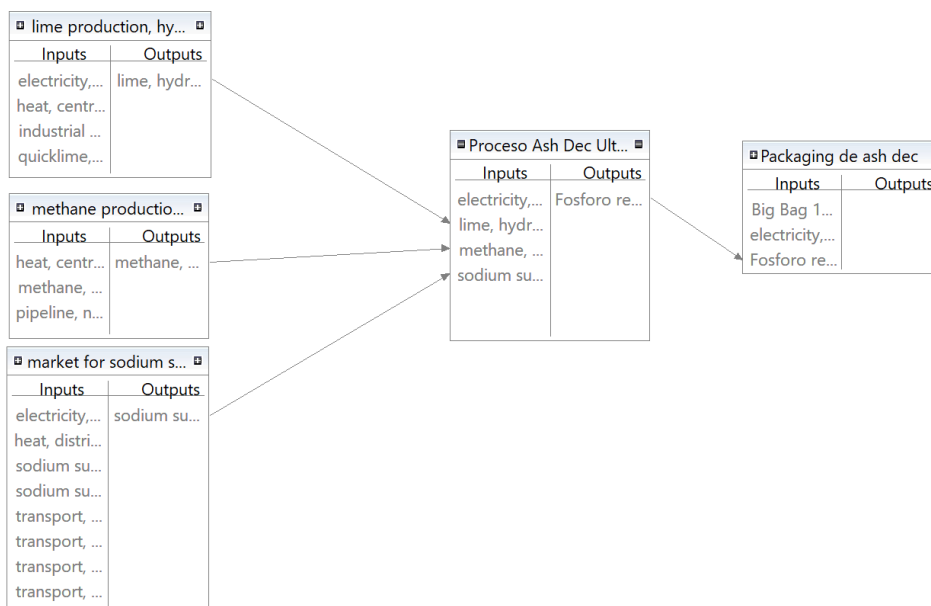 lime production, hy...
Inputs Outputs
electricity,... lime, hydr...
heat, centr...
industrial ...
quicklime,...
methane productio...
Inputs Outputs
heat, centr... methane, ...
methane, ...
pipeline, n...
market for sodium s...
Inputs Outputs
electricity,... sodium su...
heat, distri...
sodium su...
sodium su...
transport, ...
transport, ...
transport, ...
transport, ...
Proceso Ash Dec Ult...
Inputs Outputs
electricity,... Fosforo re...
lime, hydr...
methane, ...
sodium su...
Packaging de ash dec
Inputs Outputs
Big Bag 1...
electricity,...
Fosforo re...